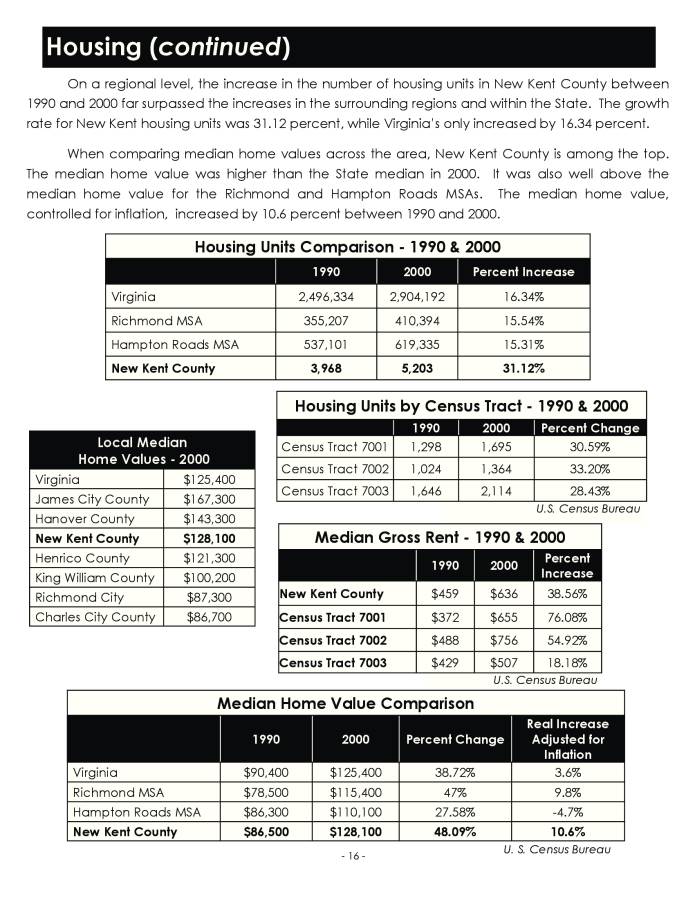 Housing (continued)
On a regional level, the increase in the number of housing units in New Kent County between
1990 and 2000 far surpassed the increases in the surrounding regions and within the State. The growth
rate for New Kent housing units was 31.12 percent, while Virginia's only increased by 16.34 percent.
When comparing median home values across the area, New Kent County is among the top.
The median home value was higher than the State median in 2000. It was also well above the
median home value for the Richmond and Hampton Roads MSAs. The median home value,
controlled for inflation, increased by 10.6 percent between 1990 and 2000.
Housing Units Comparison - 1990 & 2000
1990 2000 Percent Increase
Virginia 2,496,334 2,904,192 16.34%
Richmond MSA 355,207 410,394 15.54%
Hampton Roads MSA 537,101 619,335 15.31%
New Kent County 3,968 5,203 31.12%
Housing Units by Census Tract - 1990 & 2000
1990 2000 Percent Change
Census Tract 7001 1,298 1,695 30.59%
Census Tract 7002 1,024 1,364 33.20%
Census Tract 7003 1,646 2,114 28.43%
U.S. Census Bureau
Local Median
Home Values - 2000
Virginia $125,400
James City County $167,300
Hanover County $143,300
New Kent County $128,100
Henrico County $121,300
King William County $100,200
Richmond City $87,300
Charles City County $86,700
Median Gross Rent - 1990 & 2000
1990 2000 Percent
Increase
New Kent County $459 $636 38.56%
Census Tract 7001 $372 $655 76.08%
Census Tract 7002 $488 $756 54.92%
Census Tract 7003 $429 $507 18.18%
U.S. Census Bureau
Median Home Value Comparison
1990 2000 Percent Change Real Increase
Adjusted for
Inflation
Virginia $90,400 $125,400 38.72% 3.6%
Richmond MSA $78,500 $115,400 47% 9.8%
Hampton Roads MSA $86,300 $110,100 27.58% -4.7%
New Kent County $86,500 $128,100 48.09% 10.6%
U. S. Census Bureau
- 16 -